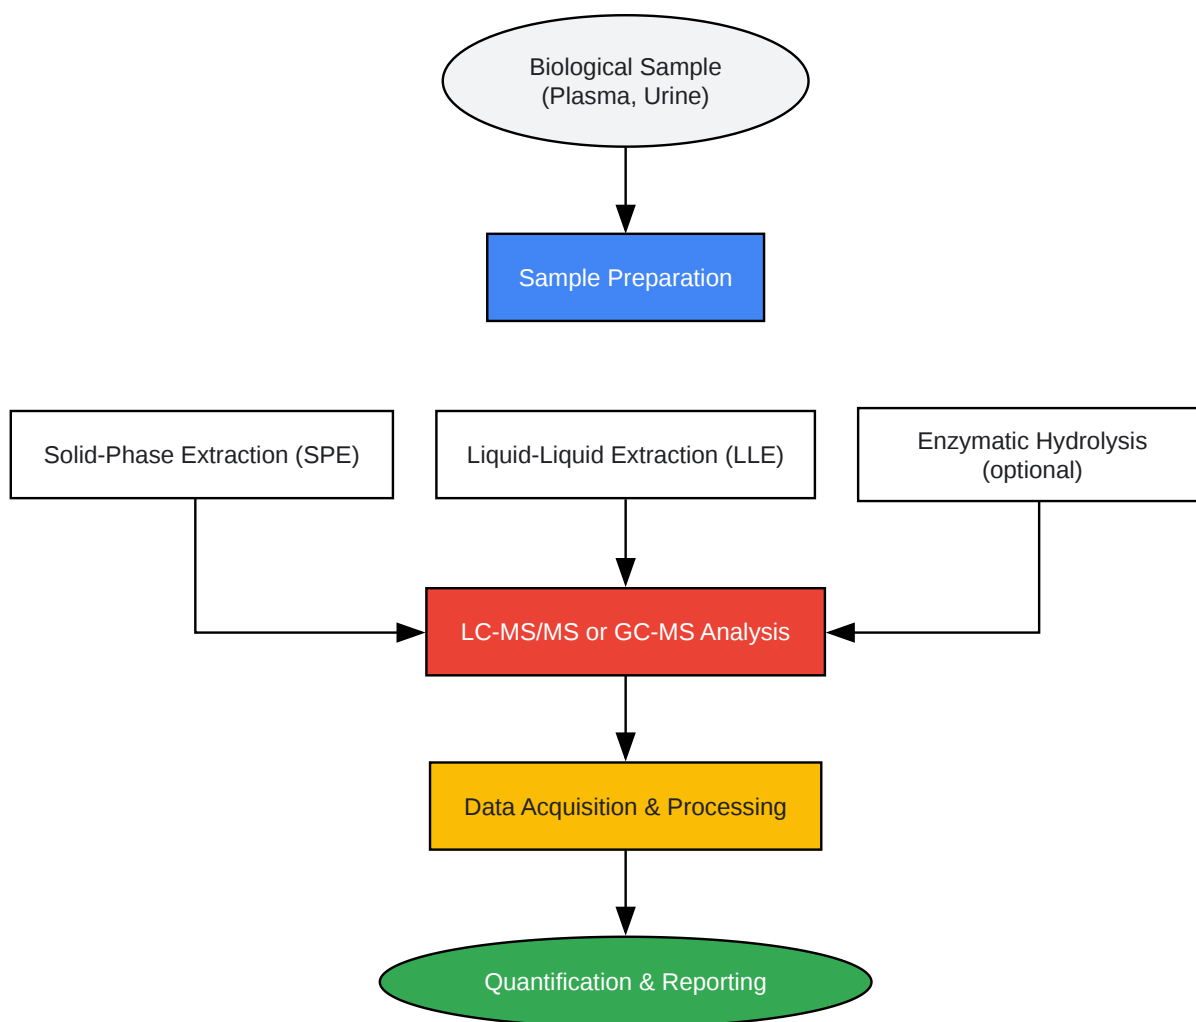 Biological Sample
(Plasma, Urine)
Sample Preparation
Solid-Phase Extraction (SPE)
Liquid-Liquid Extraction (LLE)
Enzymatic Hydrolysis
(optional)
LC-MS/MS or GC-MS Analysis
Data Acquisition & Processing
Quantification & Reporting